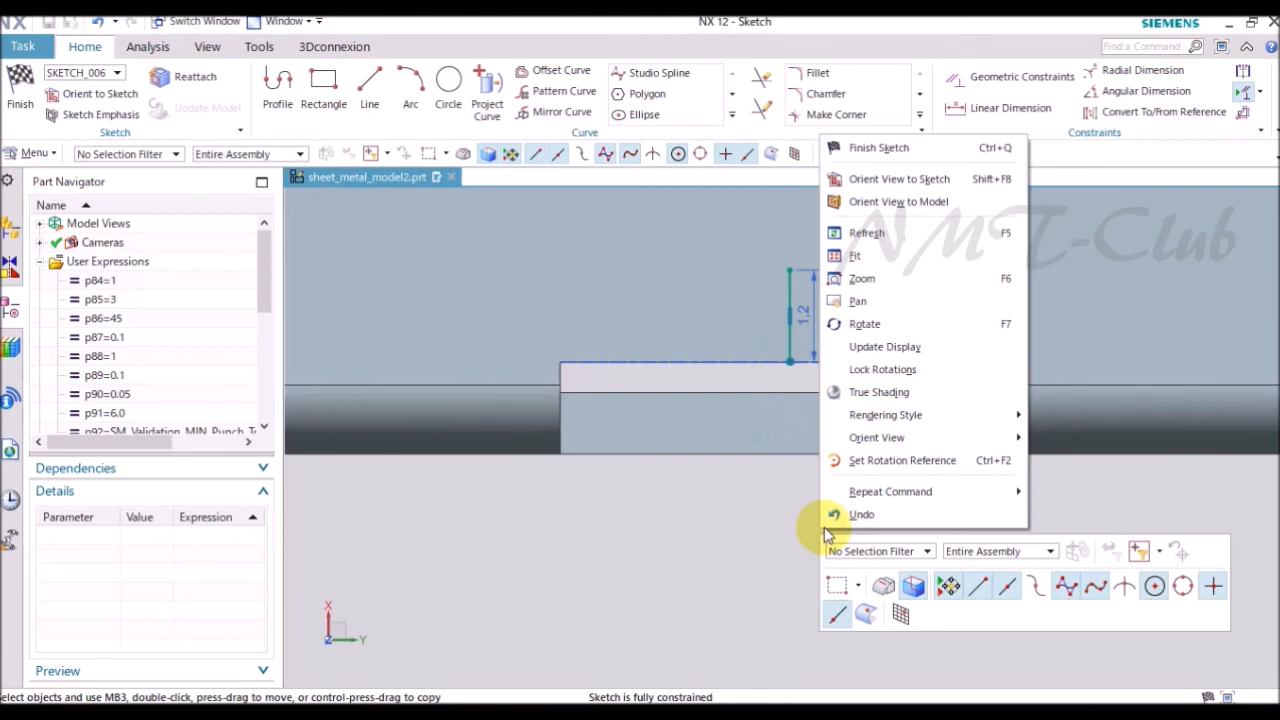 NX
Switch Window
Window
NX 12 - Sketch
SIEMENS
Task
Home
Analysis
View
Tools
3Dconnexion
Find a Command
SKETCH_006
Reattach
Finish
Orient to Sketch
Update Model
Sketch Emphasis
Sketch
Profile
Rectangle
Line
Arc
Circle
Project
Curve
Offset Curve
Pattern Curve
Mirror Curve
Studio Spline
Polygon
Ellipse
Fillet
Chamfer
Make Corner
Curve
Geometric Constraints
Linear Dimension
Radial Dimension
Angular Dimension
Convert To/From Reference
Constraints
Menu
No Selection Filter
Entire Assembly
Part Navigator
sheet_metal_model2.prt
Name
Model Views
Cameras
User Expressions
p84=1
p85=3
p86=45
p87=0.1
p88=1
p89=0.1
p90=0.05
p91=6.0
p92=SM_Validation_MIN_Punch_To
Dependencies
Details
Parameter Value Expression
Preview
1,2
Finish Sketch Ctrl+Q
Orient View to Sketch Shift+F8
Orient View to Model
Refresh F5
Fit
Zoom F6
Pan
Rotate F7
Update Display
Lock Rotations
True Shading
Rendering Style
Orient View
Set Rotation Reference Ctrl+F2
Repeat Command
Undo
No Selection Filter
Entire Assembly
NMT-Club
X
Z
Y
elect objects and use MB3, double-click, press-drag to move, or control-press-drag to copy
Sketch is fully constrained